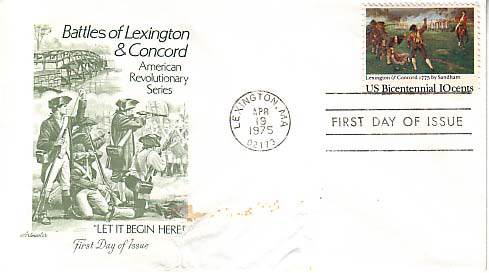 Battles of Lexington
& Concord
American
Revolutionary
Series
"LET IT BEGIN HERE!"
First Day of Issue
Artmaster
LEXINGTON, MA
APR
19
1975
02173
Lexington & Concord 1775 by Sandham
US Bicentennial 10cents
FIRST DAY OF ISSUE